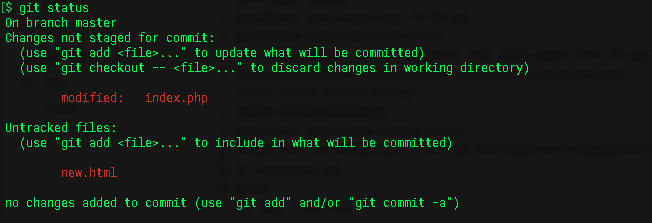 [$ git status
On branch master
Changes not staged for commit:
  (use "git add <file>..." to update what will be committed)
  (use "git checkout -- <file>..." to discard changes in working directory)
        modified:   index.php
Untracked files:
  (use "git add <file>..." to include in what will be committed)
        new.html
no changes added to commit (use "git add" and/or "git commit -a")